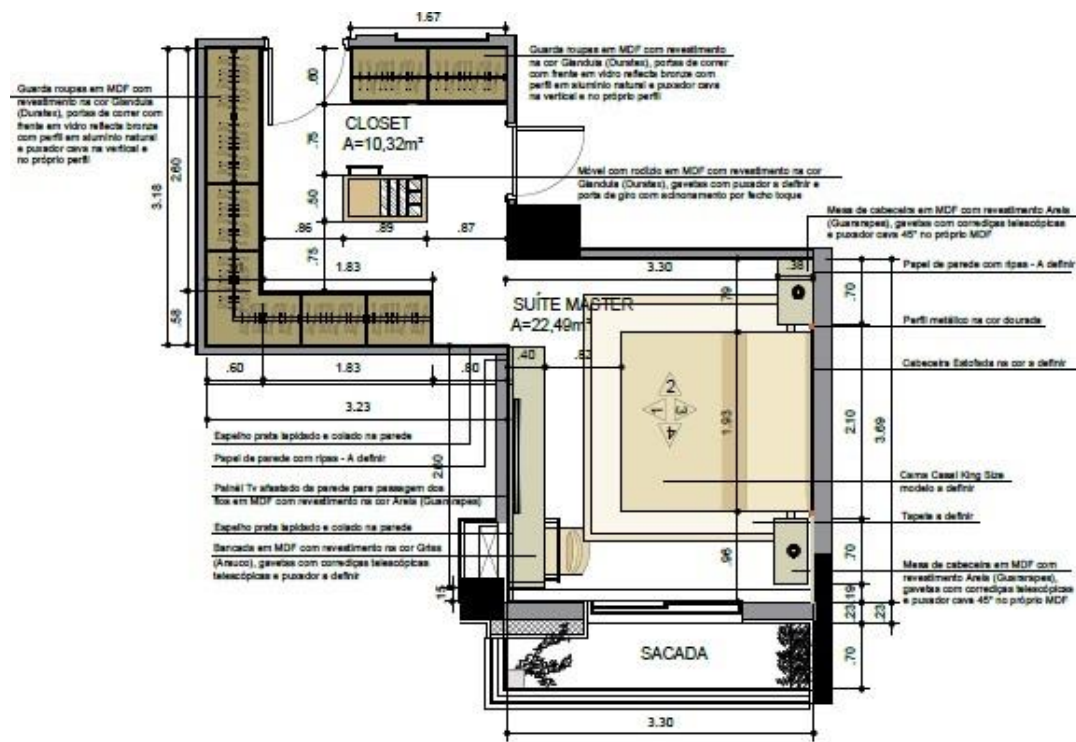 1.67
Guarda roupas em MDF com revestimento
na cor Glandula (Duratex), portas de correr
com frente em vidro reflecta bronze com
perfil em alumínio natural e puxador cava
na vertical e no próprio perfil
Guarda roupas em MDF com
revestimento na cor Glandula
(Duratex), portas de correr com
frente em vidro reflecta bronze
com perfil em alumínio natural
e puxador cava na vertical e
no próprio perfil
.60
CLOSET
A=10,32m²
.75
2.60
3.18
.50
Móvel com rodízio em MDF com revestimento na cor
Glandula (Duratex), gavetas com puxador a definir e
porta de giro com acionamento por fecho toque
.86
.89
.87
.75
1.83
Mesa de cabeceira em MDF com revestimento Areia
(Guararapes), gavetas com corrediças telescópicas
e puxador cava 45° no próprio MDF
3.30
.38
Papel de parede com ripas - A definir
.70
.58
.79
SUÍTE MASTER
A=22,49m²
Perfil metálico na cor dourada
.40
.82
Cabeceira Estofada na cor a definir
.60
1.83
.80
3.23
2
1
3
4
1.93
2.10
3.69
Espelho prata lapidado e colado na parede
Papel de parede com ripas - A definir
2.60
Painél Tv afastado da parede para passagem dos
fios em MDF com revestimento na cor Areia (Guararapes)
Cama Casal King Size
modelo a definir
Tapete a definir
Espelho prata lapidado e colado na parede
Bancada em MDF com revestimento na cor Griss
(Arauco), gavetas com corrediças telescópicas
telescópicas e puxador a definir
.96
.70
Mesa de cabeceira em MDF com
revestimento Areia (Guararapes),
gavetas com corrediças telescópicas
e puxador cava 45° no próprio MDF
.15
.19
.23
.23
SACADA
.70
3.30